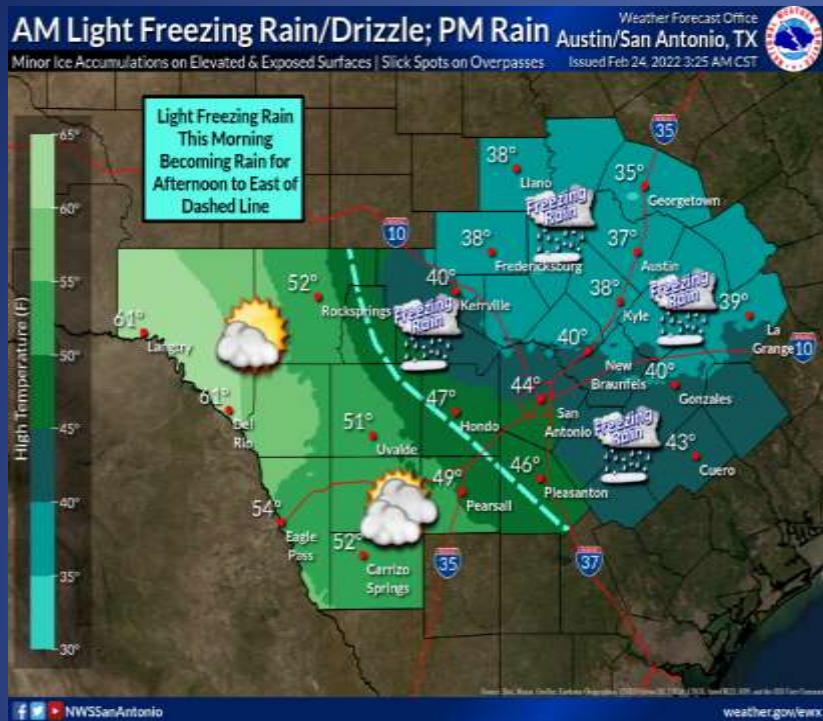 AM Light Freezing Rain/Drizzle; PM Rain
Weather Forecast Office
Austin/San Antonio, TX
Minor Ice Accumulations on Elevated & Exposed Surfaces | Slick Spots on Overpasses
Issued Feb 24, 2022 3:25 AM CST
Light Freezing Rain
This Morning
Becoming Rain for
Afternoon to East of
Dashed Line
High Temperature (F)
65°
60°
55°
50°
45°
40°
35°
30°
35
38°
Llano
35°
Georgetown
Freezing
Rain
10
38°
Fredericksburg
37°
Austin
52°
Rocksprings
40°
Kerrville
38°
Kyle
Freezing
Rain
39°
La
Grange
61°
Langtry
Freezing
Rain
40°
New
Braunfels
10
44°
San
Antonio
40°
Gonzales
61°
Del
Rio
51°
Uvalde
47°
Hondo
Freezing
Rain
43°
Cuero
49°
Pearsall
46°
Pleasanton
54°
Eagle
Pass
52°
Carrizo
Springs
35
37
NWSSanAntonio
weather.gov/ewx